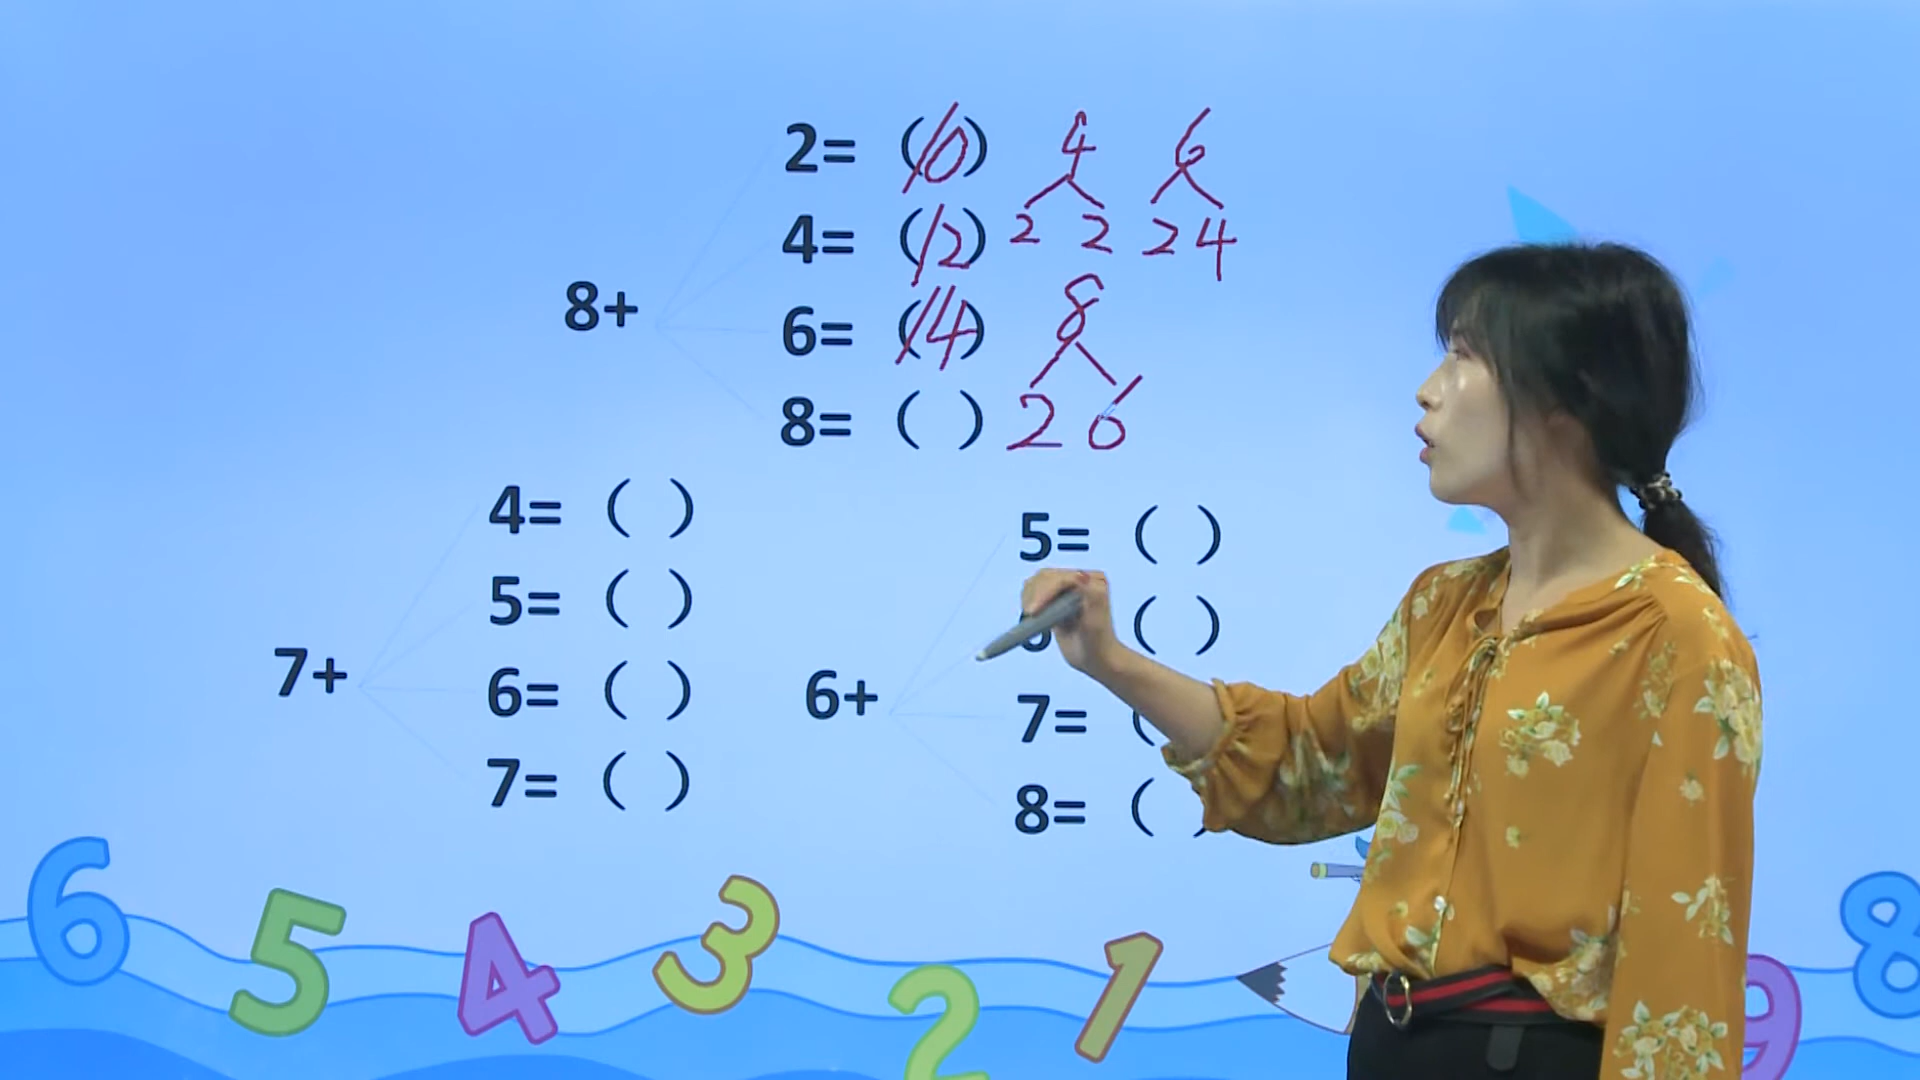 2= (10) 4 6
4= (12) 2 2 2 4
8+
6= (14) 8
8= ( ) 2 6
4= ( )
5= ( )
7+
6= ( )
7= ( )
5= ( )
6 ( )
6+
7= (
8= ( )
6 5 4 3 2 1 9 8